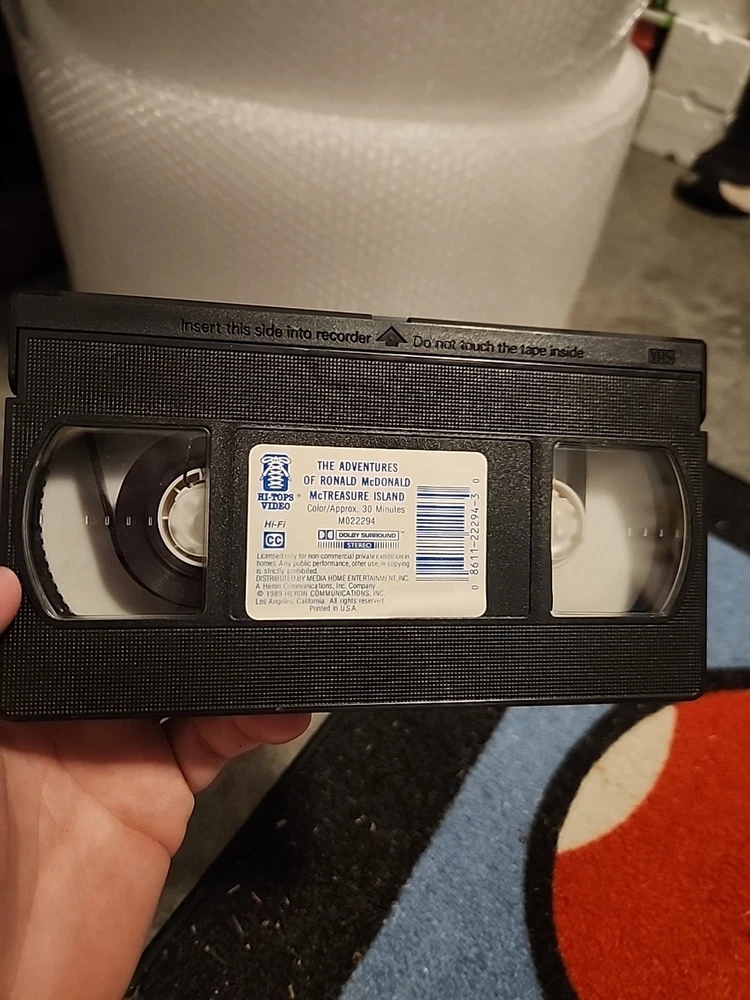 Insert this side into recorder Do not touch the tape inside VHS
THE ADVENTURES
OF RONALD McDONALD
McTREASURE ISLAND
Color/Approx. 30 Minutes
M022294
HI-TOPS
VIDEO
Hi-Fi
CC
DOLBY SURROUND
STEREO
Licensed only for non-commercial private exhibition in
homes. Any public performance, other use, or copying
is strictly prohibited.
DISTRIBUTED BY MEDIA HOME ENTERTAINMENT, INC.
A Heron Communications, Inc. Company
© 1989 HERON COMMUNICATIONS, INC.
Los Angeles, California. All rights reserved
Printed in U.S.A.
0 8611-22294-3 0